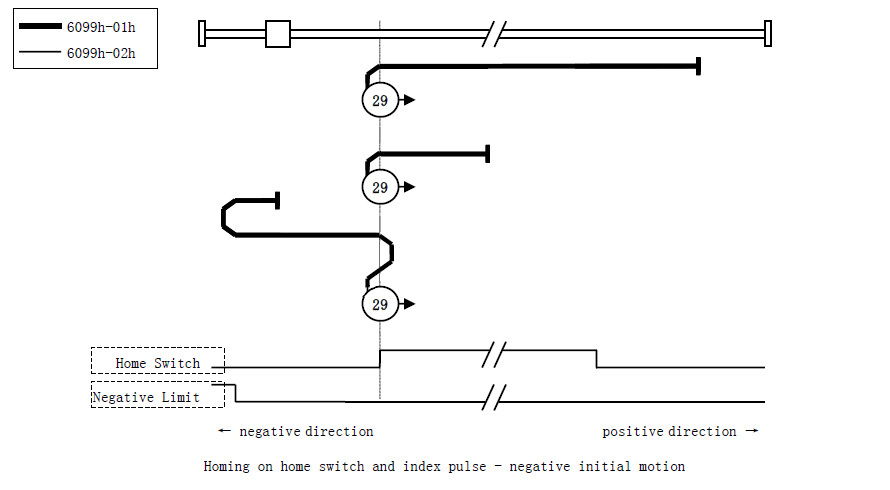 6099h-01h
6099h-02h
29
29
29
Home Switch
Negative Limit
← negative direction
positive direction →
Homing on home switch and index pulse - negative initial motion